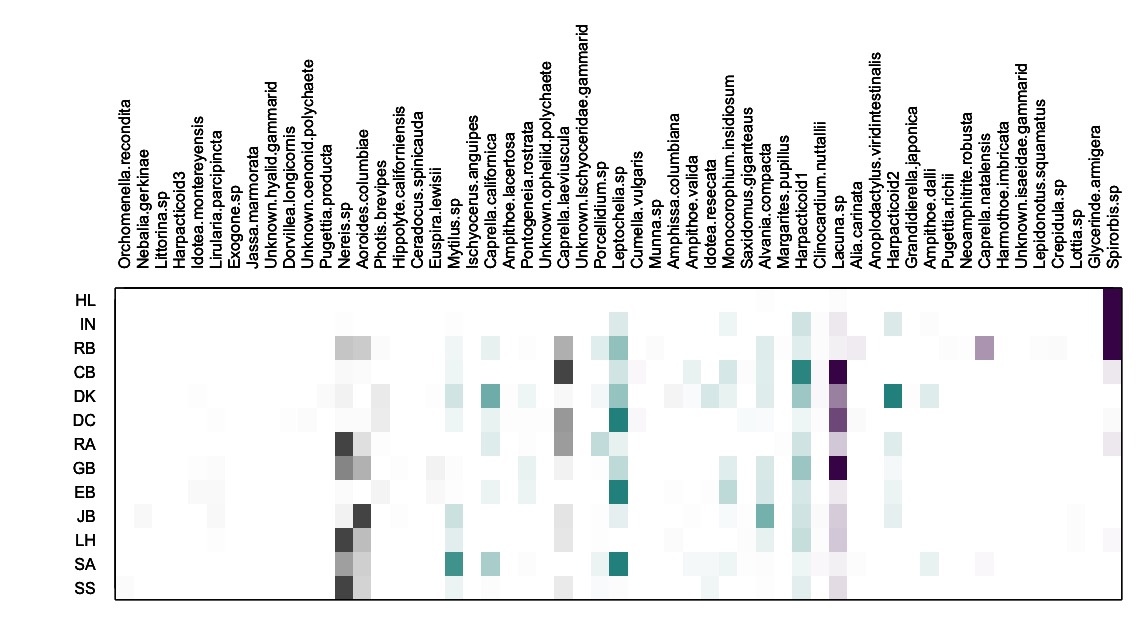 Orchomenella.recondita
Nebalia.gerkinae
Littorina.sp
Harpacticoid3
Idotea.montereyensis
Linularia.parcipincta
Exogone.sp
Jassa.marmorata
Unknown.hyalid.gammarid
Dorvillea.longicornis
Unknown.oenonid.polychaete
Pugettia.producta
Nereis.sp
Aoroides.columbiae
Photis.brevipes
Hippolyte.californiensis
Ceradocus.spinicauda
Euspira.lewisii
Mytilus.sp
Ischyocerus.anguipes
Caprella.californica
Ampithoe.lacertosa
Pontogeneia.rostrata
Unknown.opheliid.polychaete
Caprella.laeviuscula
Unknown.Ischyoceridae.gammarid
Porcellidium.sp
Leptochelia.sp
Cumella.vulgaris
Munna.sp
Amphissa.columbiana
Ampithoe.valida
Idotea.resecata
Monocorophium.insidiosum
Saxidomus.giganteaus
Alvania.compacta
Margarites.pupillus
Harpacticoid1
Clinocardium.nuttallii
Lacuna.sp
Alia.carinata
Anoplodactylus.viridintestinalis
Harpacticoid2
Grandidierella.japonica
Ampithoe.dalli
Pugettia.richii
Neoamphitrite.robusta
Caprella.natalensis
Harmothoe.imbricata
Unknown.isaeidae.gammarid
Lepidonotus.squamatus
Crepidula.sp
Lottia.sp
Glycerinde.armigera
Spirorbis.sp
HL
IN
RB
CB
DK
DC
RA
GB
EB
JB
LH
SA
SS